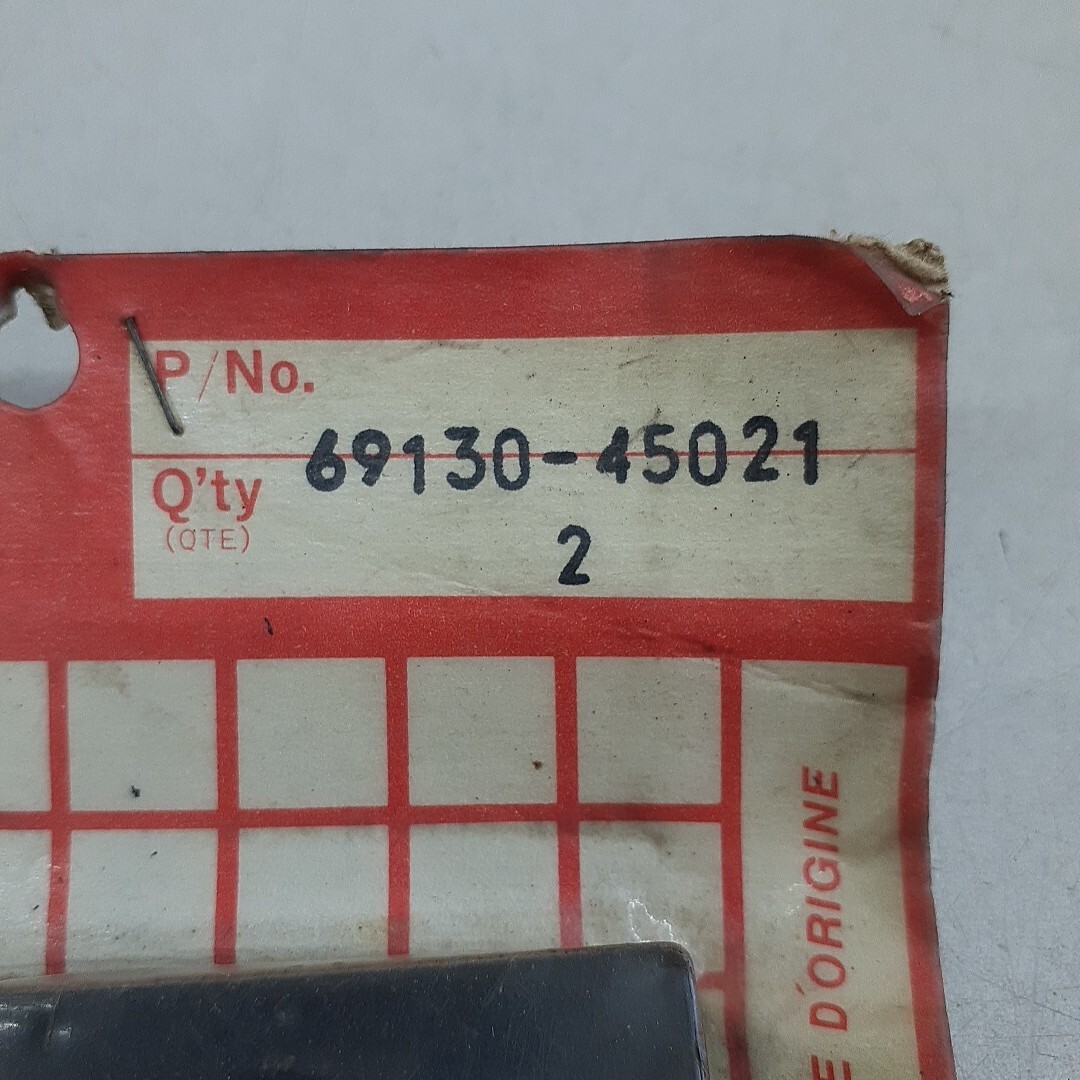 P/No.
69130-45021
Q'ty
(QTE)
2
E D'ORIGINE